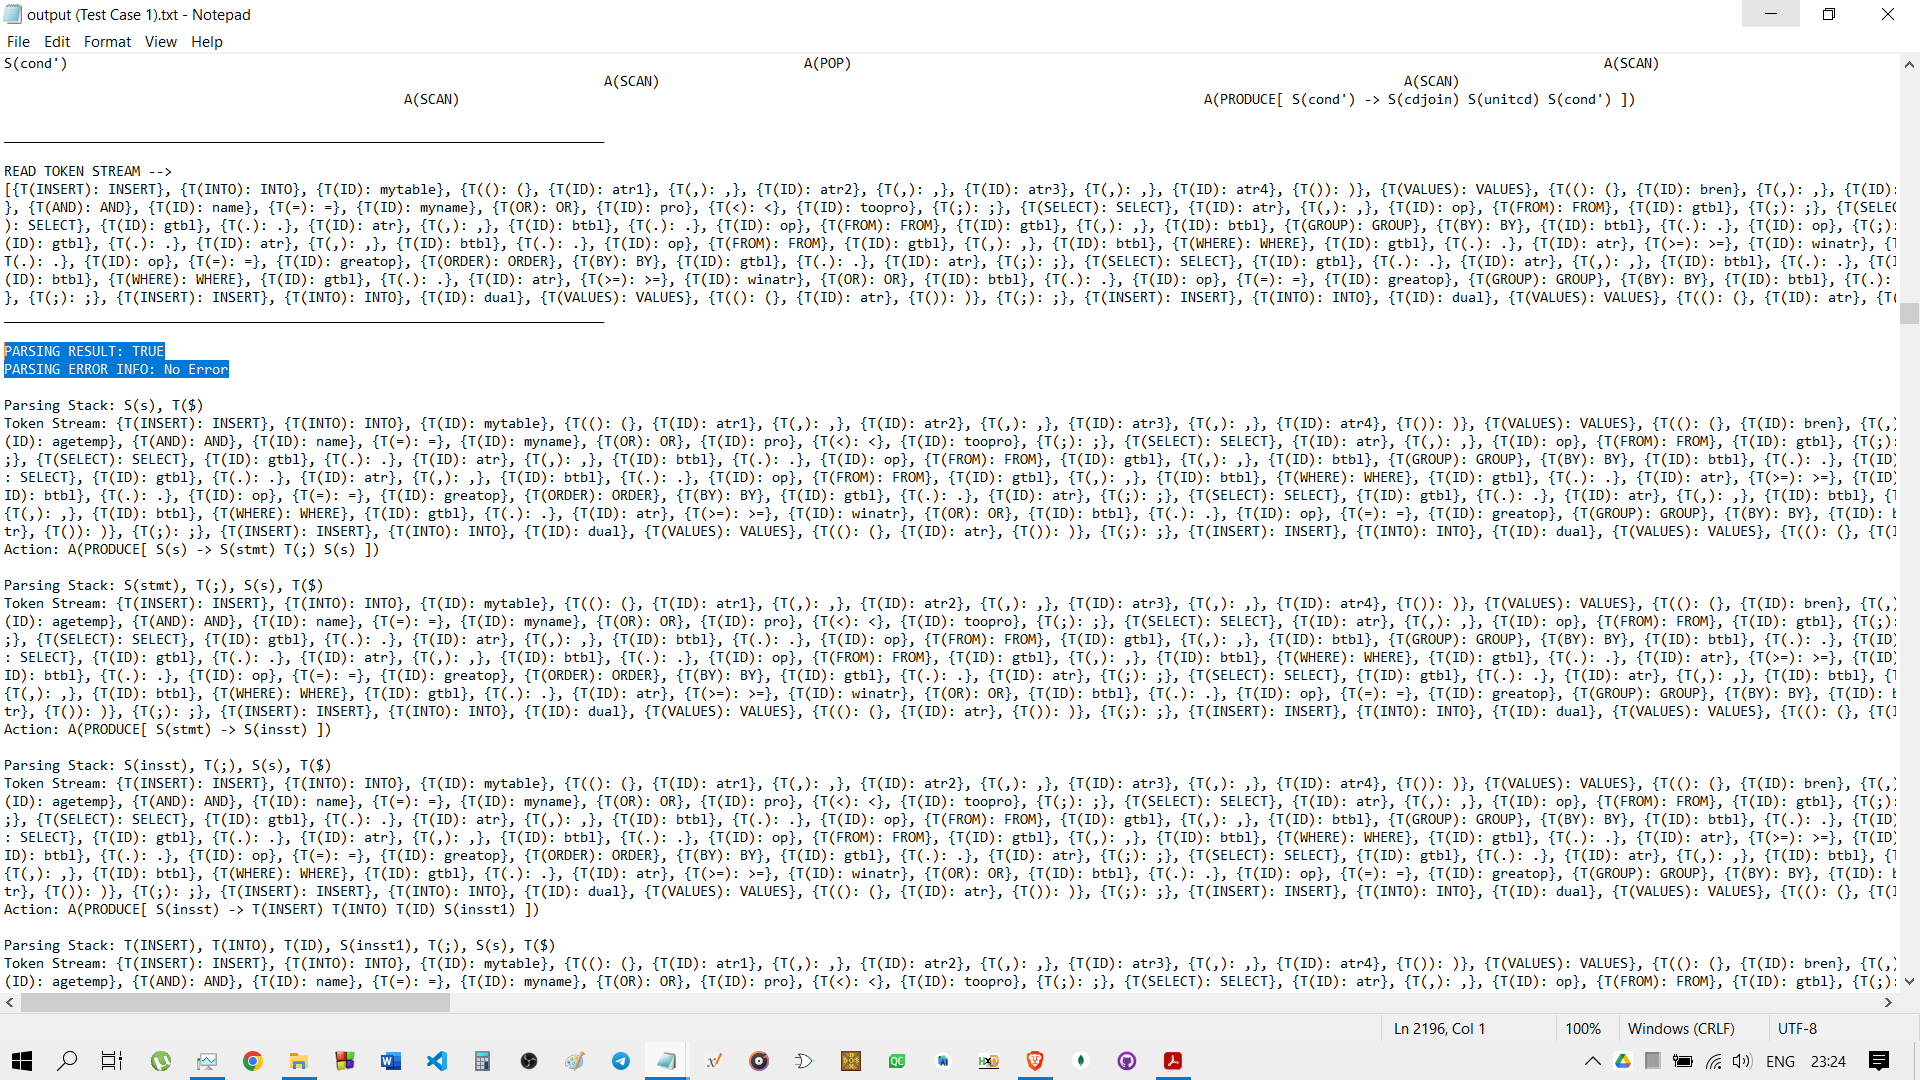 output (Test Case 1).txt - Notepad
File Edit Format View Help
S(cond') A(POP) A(SCAN)
A(SCAN) A(SCAN)
A(SCAN) A(PRODUCE[ S(cond') -> S(cdjoin) S(unitcd) S(cond') ])
READ TOKEN STREAM -->
[{T(INSERT): INSERT}, {T(INTO): INTO}, {T(ID): mytable}, {T((): (}, {T(ID): atr1}, {T(,): ,}, {T(ID): atr2}, {T(,): ,}, {T(ID): atr3}, {T(,): ,}, {T(ID): atr4}, {T()): )}, {T(VALUES): VALUES}, {T((): (}, {T(ID): bren}, {T(,): ,}, {T(ID):
}, {T(AND): AND}, {T(ID): name}, {T(=): =}, {T(ID): myname}, {T(OR): OR}, {T(ID): pro}, {T(<): <}, {T(ID): toopro}, {T(;): ;}, {T(SELECT): SELECT}, {T(ID): atr}, {T(,): ,}, {T(ID): op}, {T(FROM): FROM}, {T(ID): gtbl}, {T(;): ;}, {T(SELEC
): SELECT}, {T(ID): gtbl}, {T(.): .}, {T(ID): atr}, {T(,): ,}, {T(ID): btbl}, {T(.): .}, {T(ID): op}, {T(FROM): FROM}, {T(ID): gtbl}, {T(,): ,}, {T(ID): btbl}, {T(GROUP): GROUP}, {T(BY): BY}, {T(ID): btbl}, {T(.): .}, {T(ID): op}, {T(;):
(ID): gtbl}, {T(.): .}, {T(ID): atr}, {T(,): ,}, {T(ID): btbl}, {T(.): .}, {T(ID): op}, {T(FROM): FROM}, {T(ID): gtbl}, {T(,): ,}, {T(ID): btbl}, {T(WHERE): WHERE}, {T(ID): gtbl}, {T(.): .}, {T(ID): atr}, {T(>=): >=}, {T(ID): winatr}, {T
T(.): .}, {T(ID): op}, {T(=): =}, {T(ID): greatop}, {T(ORDER): ORDER}, {T(BY): BY}, {T(ID): gtbl}, {T(.): .}, {T(ID): atr}, {T(;): ;}, {T(SELECT): SELECT}, {T(ID): gtbl}, {T(.): .}, {T(ID): atr}, {T(,): ,}, {T(ID): btbl}, {T(.): .}, {T(I
(ID): btbl}, {T(WHERE): WHERE}, {T(ID): gtbl}, {T(.): .}, {T(ID): atr}, {T(>=): >=}, {T(ID): winatr}, {T(OR): OR}, {T(ID): btbl}, {T(.): .}, {T(ID): op}, {T(=): =}, {T(ID): greatop}, {T(GROUP): GROUP}, {T(BY): BY}, {T(ID): btbl}, {T(.):
}, {T(;): ;}, {T(INSERT): INSERT}, {T(INTO): INTO}, {T(ID): dual}, {T(VALUES): VALUES}, {T((): (}, {T(ID): atr}, {T()): )}, {T(;): ;}, {T(INSERT): INSERT}, {T(INTO): INTO}, {T(ID): dual}, {T(VALUES): VALUES}, {T((): (}, {T(ID): atr}, {T(
PARSING RESULT: TRUE
PARSING ERROR INFO: No Error
Parsing Stack: S(s), T($)
Token Stream: {T(INSERT): INSERT}, {T(INTO): INTO}, {T(ID): mytable}, {T((): (}, {T(ID): atr1}, {T(,): ,}, {T(ID): atr2}, {T(,): ,}, {T(ID): atr3}, {T(,): ,}, {T(ID): atr4}, {T()): )}, {T(VALUES): VALUES}, {T((): (}, {T(ID): bren}, {T(,)
(ID): agetemp}, {T(AND): AND}, {T(ID): name}, {T(=): =}, {T(ID): myname}, {T(OR): OR}, {T(ID): pro}, {T(<): <}, {T(ID): toopro}, {T(;): ;}, {T(SELECT): SELECT}, {T(ID): atr}, {T(,): ,}, {T(ID): op}, {T(FROM): FROM}, {T(ID): gtbl}, {T(;):
;}, {T(SELECT): SELECT}, {T(ID): gtbl}, {T(.): .}, {T(ID): atr}, {T(,): ,}, {T(ID): btbl}, {T(.): .}, {T(ID): op}, {T(FROM): FROM}, {T(ID): gtbl}, {T(,): ,}, {T(ID): btbl}, {T(GROUP): GROUP}, {T(BY): BY}, {T(ID): btbl}, {T(.): .}, {T(ID)
: SELECT}, {T(ID): gtbl}, {T(.): .}, {T(ID): atr}, {T(,): ,}, {T(ID): btbl}, {T(.): .}, {T(ID): op}, {T(FROM): FROM}, {T(ID): gtbl}, {T(,): ,}, {T(ID): btbl}, {T(WHERE): WHERE}, {T(ID): gtbl}, {T(.): .}, {T(ID): atr}, {T(>=): >=}, {T(ID)
ID): btbl}, {T(.): .}, {T(ID): op}, {T(=): =}, {T(ID): greatop}, {T(ORDER): ORDER}, {T(BY): BY}, {T(ID): gtbl}, {T(.): .}, {T(ID): atr}, {T(;): ;}, {T(SELECT): SELECT}, {T(ID): gtbl}, {T(.): .}, {T(ID): atr}, {T(,): ,}, {T(ID): btbl}, {T
{T(,): ,}, {T(ID): btbl}, {T(WHERE): WHERE}, {T(ID): gtbl}, {T(.): .}, {T(ID): atr}, {T(>=): >=}, {T(ID): winatr}, {T(OR): OR}, {T(ID): btbl}, {T(.): .}, {T(ID): op}, {T(=): =}, {T(ID): greatop}, {T(GROUP): GROUP}, {T(BY): BY}, {T(ID): b
tr}, {T()): )}, {T(;): ;}, {T(INSERT): INSERT}, {T(INTO): INTO}, {T(ID): dual}, {T(VALUES): VALUES}, {T((): (}, {T(ID): atr}, {T()): )}, {T(;): ;}, {T(INSERT): INSERT}, {T(INTO): INTO}, {T(ID): dual}, {T(VALUES): VALUES}, {T((): (}, {T(I
Action: A(PRODUCE[ S(s) -> S(stmt) T(;) S(s) ])
Parsing Stack: S(stmt), T(;), S(s), T($)
Token Stream: {T(INSERT): INSERT}, {T(INTO): INTO}, {T(ID): mytable}, {T((): (}, {T(ID): atr1}, {T(,): ,}, {T(ID): atr2}, {T(,): ,}, {T(ID): atr3}, {T(,): ,}, {T(ID): atr4}, {T()): )}, {T(VALUES): VALUES}, {T((): (}, {T(ID): bren}, {T(,)
(ID): agetemp}, {T(AND): AND}, {T(ID): name}, {T(=): =}, {T(ID): myname}, {T(OR): OR}, {T(ID): pro}, {T(<): <}, {T(ID): toopro}, {T(;): ;}, {T(SELECT): SELECT}, {T(ID): atr}, {T(,): ,}, {T(ID): op}, {T(FROM): FROM}, {T(ID): gtbl}, {T(;):
;}, {T(SELECT): SELECT}, {T(ID): gtbl}, {T(.): .}, {T(ID): atr}, {T(,): ,}, {T(ID): btbl}, {T(.): .}, {T(ID): op}, {T(FROM): FROM}, {T(ID): gtbl}, {T(,): ,}, {T(ID): btbl}, {T(GROUP): GROUP}, {T(BY): BY}, {T(ID): btbl}, {T(.): .}, {T(ID)
: SELECT}, {T(ID): gtbl}, {T(.): .}, {T(ID): atr}, {T(,): ,}, {T(ID): btbl}, {T(.): .}, {T(ID): op}, {T(FROM): FROM}, {T(ID): gtbl}, {T(,): ,}, {T(ID): btbl}, {T(WHERE): WHERE}, {T(ID): gtbl}, {T(.): .}, {T(ID): atr}, {T(>=): >=}, {T(ID)
ID): btbl}, {T(.): .}, {T(ID): op}, {T(=): =}, {T(ID): greatop}, {T(ORDER): ORDER}, {T(BY): BY}, {T(ID): gtbl}, {T(.): .}, {T(ID): atr}, {T(;): ;}, {T(SELECT): SELECT}, {T(ID): gtbl}, {T(.): .}, {T(ID): atr}, {T(,): ,}, {T(ID): btbl}, {T
{T(,): ,}, {T(ID): btbl}, {T(WHERE): WHERE}, {T(ID): gtbl}, {T(.): .}, {T(ID): atr}, {T(>=): >=}, {T(ID): winatr}, {T(OR): OR}, {T(ID): btbl}, {T(.): .}, {T(ID): op}, {T(=): =}, {T(ID): greatop}, {T(GROUP): GROUP}, {T(BY): BY}, {T(ID): b
tr}, {T()): )}, {T(;): ;}, {T(INSERT): INSERT}, {T(INTO): INTO}, {T(ID): dual}, {T(VALUES): VALUES}, {T((): (}, {T(ID): atr}, {T()): )}, {T(;): ;}, {T(INSERT): INSERT}, {T(INTO): INTO}, {T(ID): dual}, {T(VALUES): VALUES}, {T((): (}, {T(I
Action: A(PRODUCE[ S(stmt) -> S(insst) ])
Parsing Stack: S(insst), T(;), S(s), T($)
Token Stream: {T(INSERT): INSERT}, {T(INTO): INTO}, {T(ID): mytable}, {T((): (}, {T(ID): atr1}, {T(,): ,}, {T(ID): atr2}, {T(,): ,}, {T(ID): atr3}, {T(,): ,}, {T(ID): atr4}, {T()): )}, {T(VALUES): VALUES}, {T((): (}, {T(ID): bren}, {T(,)
(ID): agetemp}, {T(AND): AND}, {T(ID): name}, {T(=): =}, {T(ID): myname}, {T(OR): OR}, {T(ID): pro}, {T(<): <}, {T(ID): toopro}, {T(;): ;}, {T(SELECT): SELECT}, {T(ID): atr}, {T(,): ,}, {T(ID): op}, {T(FROM): FROM}, {T(ID): gtbl}, {T(;):
;}, {T(SELECT): SELECT}, {T(ID): gtbl}, {T(.): .}, {T(ID): atr}, {T(,): ,}, {T(ID): btbl}, {T(.): .}, {T(ID): op}, {T(FROM): FROM}, {T(ID): gtbl}, {T(,): ,}, {T(ID): btbl}, {T(GROUP): GROUP}, {T(BY): BY}, {T(ID): btbl}, {T(.): .}, {T(ID)
: SELECT}, {T(ID): gtbl}, {T(.): .}, {T(ID): atr}, {T(,): ,}, {T(ID): btbl}, {T(.): .}, {T(ID): op}, {T(FROM): FROM}, {T(ID): gtbl}, {T(,): ,}, {T(ID): btbl}, {T(WHERE): WHERE}, {T(ID): gtbl}, {T(.): .}, {T(ID): atr}, {T(>=): >=}, {T(ID)
ID): btbl}, {T(.): .}, {T(ID): op}, {T(=): =}, {T(ID): greatop}, {T(ORDER): ORDER}, {T(BY): BY}, {T(ID): gtbl}, {T(.): .}, {T(ID): atr}, {T(;): ;}, {T(SELECT): SELECT}, {T(ID): gtbl}, {T(.): .}, {T(ID): atr}, {T(,): ,}, {T(ID): btbl}, {T
{T(,): ,}, {T(ID): btbl}, {T(WHERE): WHERE}, {T(ID): gtbl}, {T(.): .}, {T(ID): atr}, {T(>=): >=}, {T(ID): winatr}, {T(OR): OR}, {T(ID): btbl}, {T(.): .}, {T(ID): op}, {T(=): =}, {T(ID): greatop}, {T(GROUP): GROUP}, {T(BY): BY}, {T(ID): b
tr}, {T()): )}, {T(;): ;}, {T(INSERT): INSERT}, {T(INTO): INTO}, {T(ID): dual}, {T(VALUES): VALUES}, {T((): (}, {T(ID): atr}, {T()): )}, {T(;): ;}, {T(INSERT): INSERT}, {T(INTO): INTO}, {T(ID): dual}, {T(VALUES): VALUES}, {T((): (}, {T(I
Action: A(PRODUCE[ S(insst) -> T(INSERT) T(INTO) T(ID) S(insst1) ])
Parsing Stack: T(INSERT), T(INTO), T(ID), S(insst1), T(;), S(s), T($)
Token Stream: {T(INSERT): INSERT}, {T(INTO): INTO}, {T(ID): mytable}, {T((): (}, {T(ID): atr1}, {T(,): ,}, {T(ID): atr2}, {T(,): ,}, {T(ID): atr3}, {T(,): ,}, {T(ID): atr4}, {T()): )}, {T(VALUES): VALUES}, {T((): (}, {T(ID): bren}, {T(,)
(ID): agetemp}, {T(AND): AND}, {T(ID): name}, {T(=): =}, {T(ID): myname}, {T(OR): OR}, {T(ID): pro}, {T(<): <}, {T(ID): toopro}, {T(;): ;}, {T(SELECT): SELECT}, {T(ID): atr}, {T(,): ,}, {T(ID): op}, {T(FROM): FROM}, {T(ID): gtbl}, {T(;):
Ln 2196, Col 1 100% Windows (CRLF) UTF-8
ENG 23:24